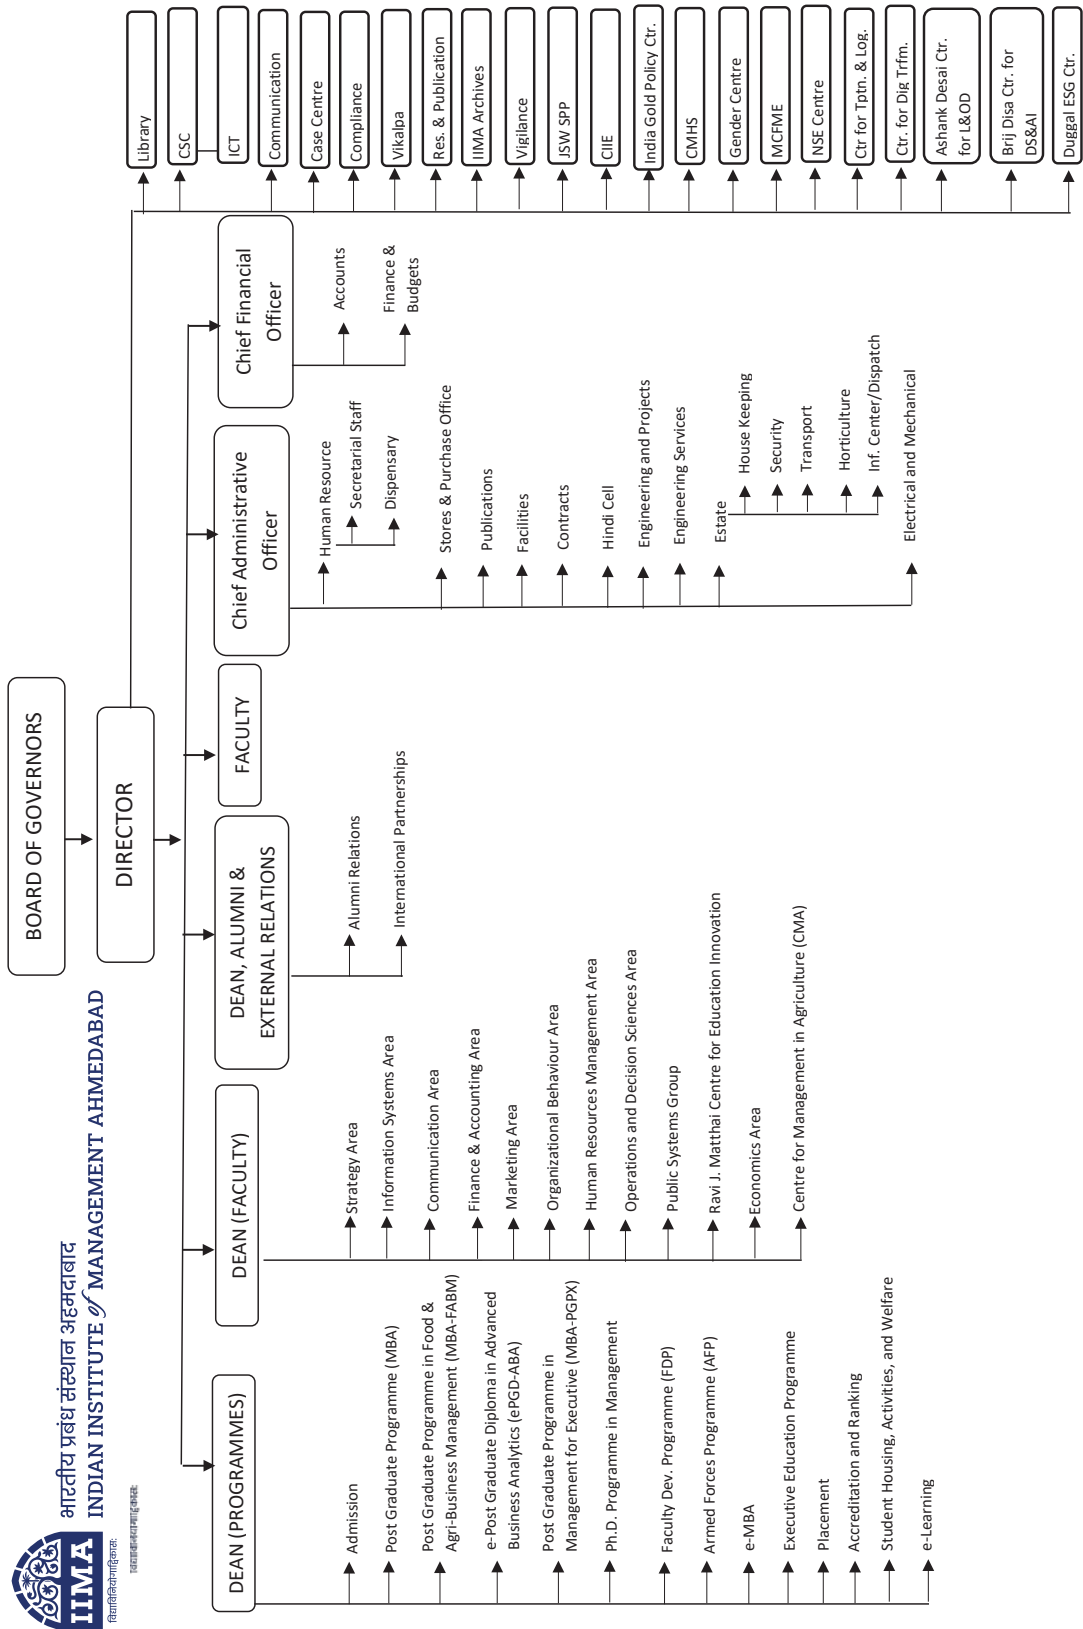 भारतीय प्रबंध संस्थान अहमदाबाद
INDIAN INSTITUTE of MANAGEMENT AHMEDABAD
IIMA
विद्याविनियोगाद्विकासः
BOARD OF GOVERNORS
DIRECTOR
DEAN (PROGRAMMES)
Admission
Post Graduate Programme (MBA)
Post Graduate Programme in Food &
Agri-Business Management (MBA-FABM)
e-Post Graduate Diploma in Advanced
Business Analytics (ePGD-ABA)
Post Graduate Programme in
Management for Executive (MBA-PGPX)
Ph.D. Programme in Management
Faculty Dev. Programme (FDP)
Armed Forces Programme (AFP)
e-MBA
Executive Education Programme
Placement
Accreditation and Ranking
Student Housing, Activities, and Welfare
e-Learning
DEAN (FACULTY)
Strategy Area
Information Systems Area
Communication Area
Finance & Accounting Area
Marketing Area
Organizational Behaviour Area
Human Resources Management Area
Operations and Decision Sciences Area
Public Systems Group
Ravi J. Matthai Centre for Education Innovation
Economics Area
Centre for Management in Agriculture (CMA)
DEAN, ALUMNI &
EXTERNAL RELATIONS
Alumni Relations
International Partnerships
FACULTY
Chief Administrative
Officer
Human Resource
Secretarial Staff
Dispensary
Stores & Purchase Office
Publications
Facilities
Contracts
Hindi Cell
Engineering and Projects
Engineering Services
Estate
House Keeping
Security
Transport
Horticulture
Inf. Center/Dispatch
Electrical and Mechanical
Chief Financial
Officer
Accounts
Finance &
Budgets
Library
CSC
ICT
Communication
Case Centre
Compliance
Vikalpa
Res. & Publication
IIMA Archives
Vigilance
JSW SPP
CIIE
India Gold Policy Ctr.
CMHS
Gender Centre
MCFME
NSE Centre
Ctr for Tptn. & Log.
Ctr. for Dig Trfm.
Ashank Desai Ctr.
for L&OD
Brij Disa Ctr. for
DS&AI
Duggal ESG Ctr.